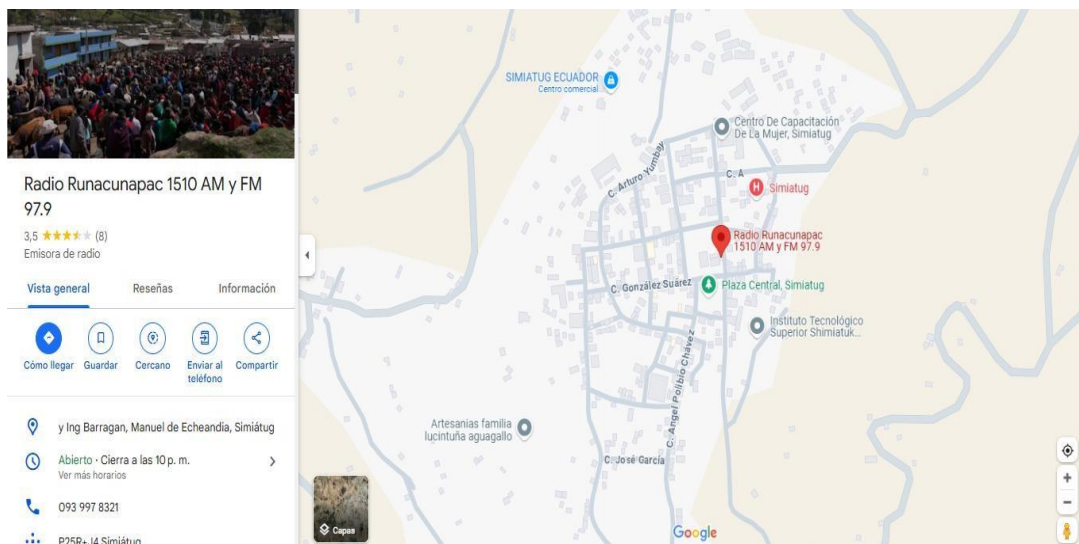 Radio Runacunapac 1510 AM y FM
97.9
3,5 (8)
Emisora de radio
Vista general
Reseñas
Información
Cómo llegar
Guardar
Cercano
Enviar al
teléfono
Compartir
y Ing Barragan, Manuel de Echeandia, Simiátug
Abierto · Cierra a las 10 p. m.
Ver más horarios
093 997 8321
P25R+J4 Simiátug
SIMIATUG ECUADOR
Centro comercial
Centro De Capacitación
De La Mujer, Simiatug
C. Arturo Yumbay
C. A
Simiatug
Radio Runacunapac
1510 AM y FM 97.9
C. González Suárez
Plaza Central, Simiatug
Instituto Tecnológico
Superior Shimiatuk...
C. Angel Polibio Chávez
Artesanias familia
lucintuña aguagallo
C. José García
Capas
Google